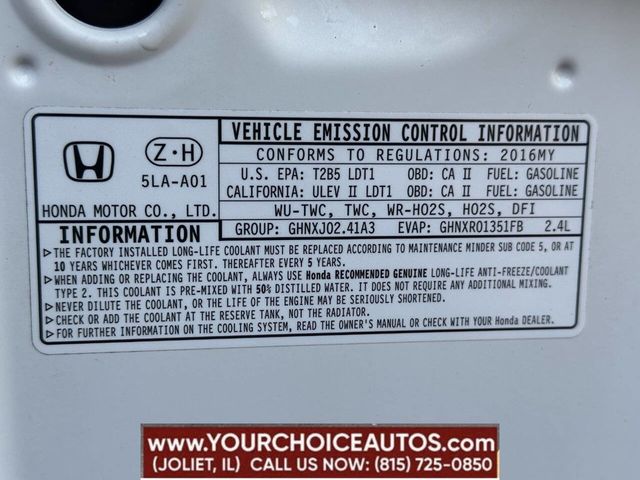 Z·H
5LA-A01
HONDA MOTOR CO., LTD.
VEHICLE EMISSION CONTROL INFORMATION
CONFORMS TO REGULATIONS: 2016MY
U.S. EPA: T2B5 LDT1 OBD: CA II FUEL: GASOLINE
CALIFORNIA: ULEV II LDT1 OBD: CA II FUEL: GASOLINE
WU-TWC, TWC, WR-HO2S, HO2S, DFI
GROUP: GHNXJ02.41A3 EVAP: GHNXR01351FB 2.4L
INFORMATION
▷THE FACTORY INSTALLED LONG-LIFE COOLANT MUST BE REPLACED ACCORDING TO MAINTENANCE MINDER SUB CODE 5, OR AT
10 YEARS WHICHEVER COMES FIRST. THEREAFTER EVERY 5 YEARS.
▷WHEN ADDING OR REPLACING THE COOLANT, ALWAYS USE Honda RECOMMENDED GENUINE LONG-LIFE ANTI-FREEZE/COOLANT
TYPE 2. THIS COOLANT IS PRE-MIXED WITH 50% DISTILLED WATER. IT DOES NOT REQUIRE ANY ADDITIONAL MIXING.
▷NEVER DILUTE THE COOLANT, OR THE LIFE OF THE ENGINE MAY BE SERIOUSLY SHORTENED.
▷CHECK OR ADD THE COOLANT AT THE RESERVE TANK, NOT THE RADIATOR.
▷FOR FURTHER INFORMATION ON THE COOLING SYSTEM, READ THE OWNER'S MANUAL OR CHECK WITH YOUR Honda DEALER.
WWW.YOURCHOICEAUTOS.COM
(JOLIET, IL) CALL US NOW: (815) 725-0850